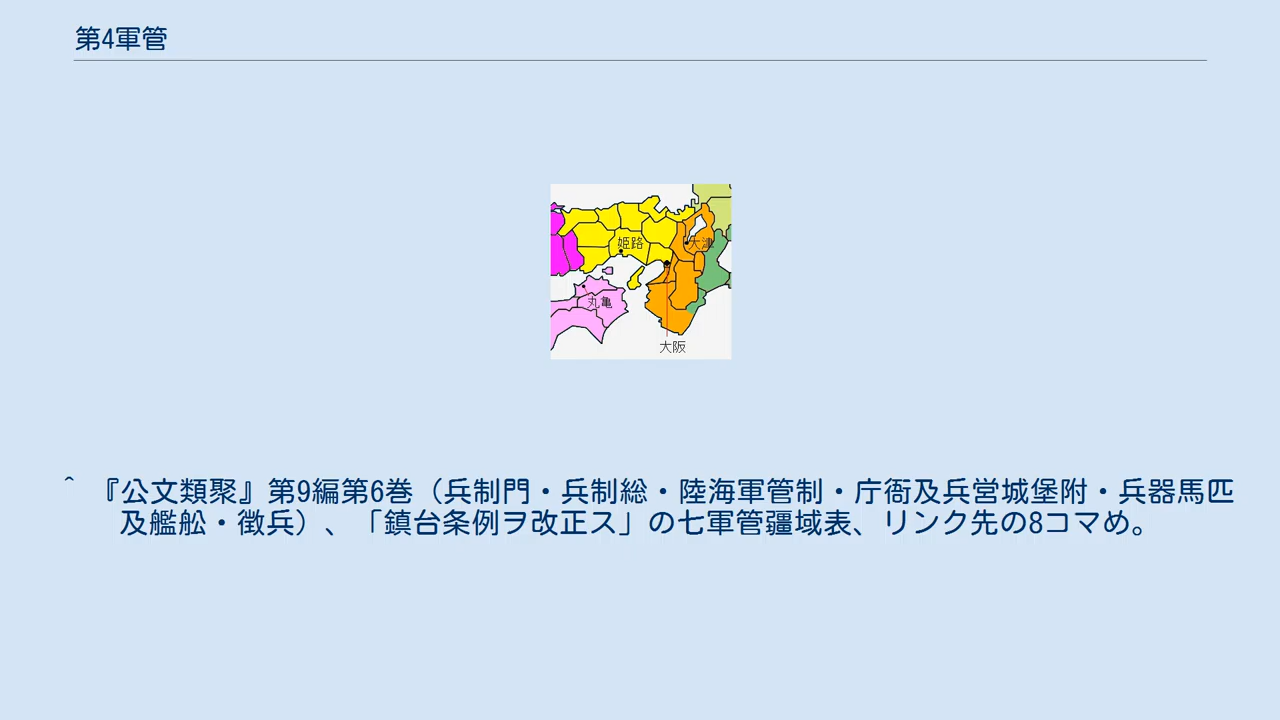 第4軍管
姫路
大津
丸亀
大阪
^ 『公文類聚』第9編第6巻（兵制門・兵制総・陸海軍管制・庁衙及兵営城堡附・兵器馬匹
及艦舩・徴兵）、「鎮台条例ヲ改正ス」の七軍管疆域表、リンク先の8コマめ。